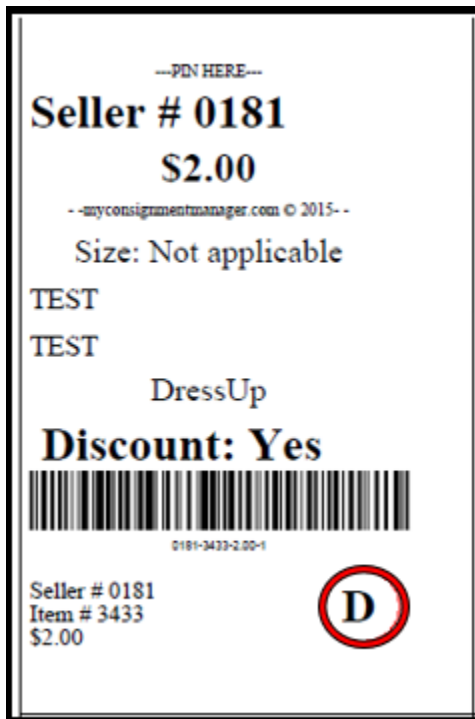 ---PIN HERE---
Seller # 0181
$2.00
- -myconsignmentmanager.com © 2015- -
Size: Not applicable
TEST
TEST
DressUp
Discount: Yes
0181-3433-2.00-1
Seller # 0181
Item # 3433
$2.00
D